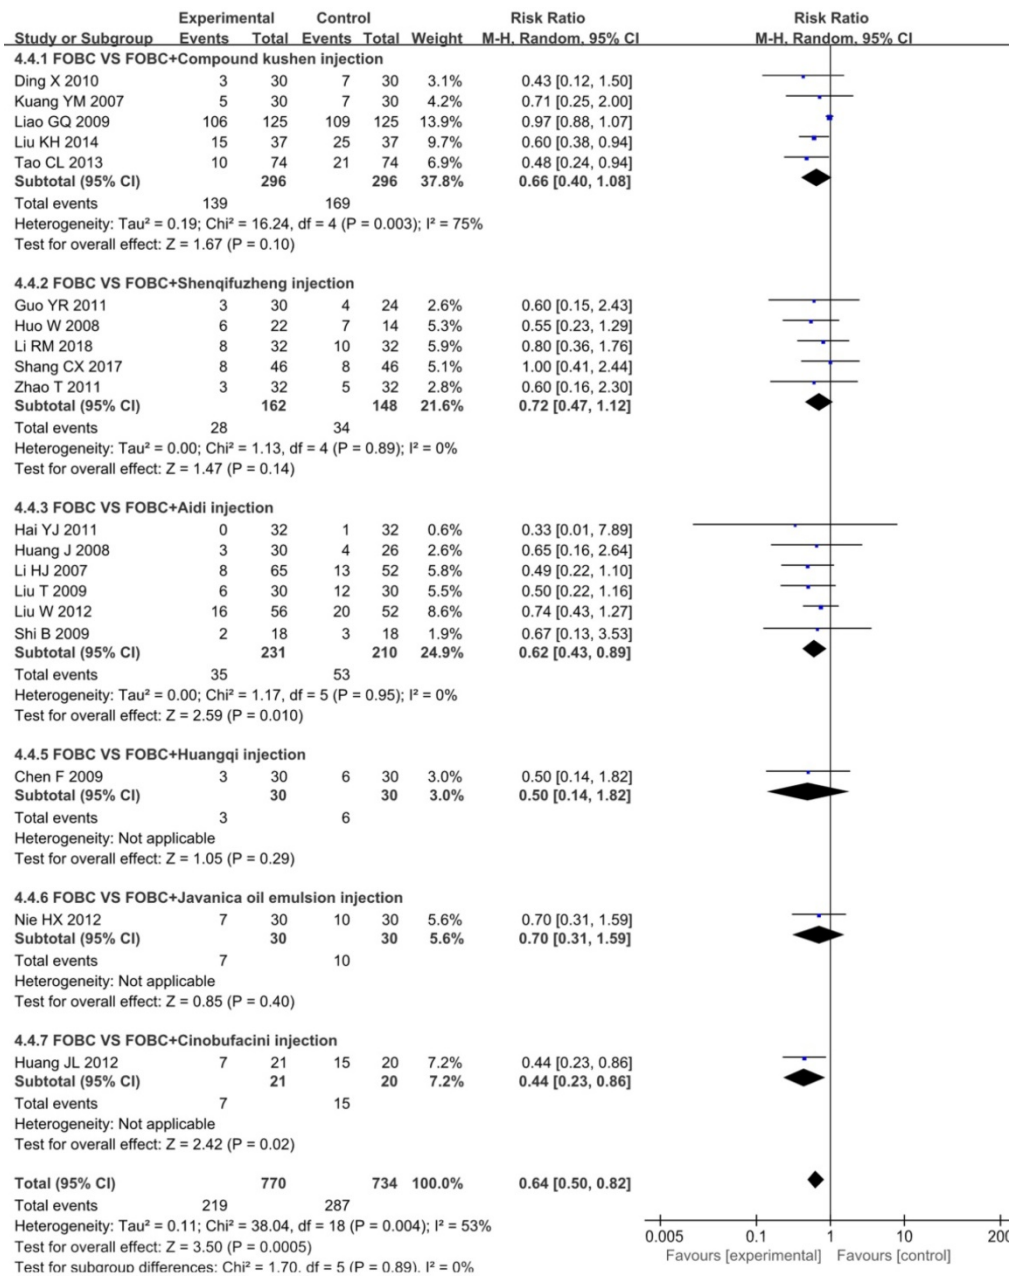 Experimental Control Risk Ratio Risk Ratio
Study or Subgroup Events Total Events Total Weight M-H, Random, 95% CI M-H, Random, 95% CI
4.4.1 FOBC VS FOBC+Compound kushen injection
Ding X 2010 3 30 7 30 3.1% 0.43 [0.12, 1.50]
Kuang YM 2007 5 30 7 30 4.2% 0.71 [0.25, 2.00]
Liao GQ 2009 106 125 109 125 13.9% 0.97 [0.88, 1.07]
Liu KH 2014 15 37 25 37 9.7% 0.60 [0.38, 0.94]
Tao CL 2013 10 74 21 74 6.9% 0.48 [0.24, 0.94]
Subtotal (95% CI) 296 296 37.8% 0.66 [0.40, 1.08]
Total events 139 169
Heterogeneity: Tau² = 0.19; Chi² = 16.24, df = 4 (P = 0.003); I² = 75%
Test for overall effect: Z = 1.67 (P = 0.10)
4.4.2 FOBC VS FOBC+Shenqifuzheng injection
Guo YR 2011 3 30 4 24 2.6% 0.60 [0.15, 2.43]
Huo W 2008 6 22 7 14 5.3% 0.55 [0.23, 1.29]
Li RM 2018 8 32 10 32 5.9% 0.80 [0.36, 1.76]
Shang CX 2017 8 46 8 46 5.1% 1.00 [0.41, 2.44]
Zhao T 2011 3 32 5 32 2.8% 0.60 [0.16, 2.30]
Subtotal (95% CI) 162 148 21.6% 0.72 [0.47, 1.12]
Total events 28 34
Heterogeneity: Tau² = 0.00; Chi² = 1.13, df = 4 (P = 0.89); I² = 0%
Test for overall effect: Z = 1.47 (P = 0.14)
4.4.3 FOBC VS FOBC+Aidi injection
Hai YJ 2011 0 32 1 32 0.6% 0.33 [0.01, 7.89]
Huang J 2008 3 30 4 26 2.6% 0.65 [0.16, 2.64]
Li HJ 2007 8 65 13 52 5.8% 0.49 [0.22, 1.10]
Liu T 2009 6 30 12 30 5.5% 0.50 [0.22, 1.16]
Liu W 2012 16 56 20 52 8.6% 0.74 [0.43, 1.27]
Shi B 2009 2 18 3 18 1.9% 0.67 [0.13, 3.53]
Subtotal (95% CI) 231 210 24.9% 0.62 [0.43, 0.89]
Total events 35 53
Heterogeneity: Tau² = 0.00; Chi² = 1.17, df = 5 (P = 0.95); I² = 0%
Test for overall effect: Z = 2.59 (P = 0.010)
4.4.5 FOBC VS FOBC+Huangqi injection
Chen F 2009 3 30 6 30 3.0% 0.50 [0.14, 1.82]
Subtotal (95% CI) 30 30 3.0% 0.50 [0.14, 1.82]
Total events 3 6
Heterogeneity: Not applicable
Test for overall effect: Z = 1.05 (P = 0.29)
4.4.6 FOBC VS FOBC+Javanica oil emulsion injection
Nie HX 2012 7 30 10 30 5.6% 0.70 [0.31, 1.59]
Subtotal (95% CI) 30 30 5.6% 0.70 [0.31, 1.59]
Total events 7 10
Heterogeneity: Not applicable
Test for overall effect: Z = 0.85 (P = 0.40)
4.4.7 FOBC VS FOBC+Cinobufacini injection
Huang JL 2012 7 21 15 20 7.2% 0.44 [0.23, 0.86]
Subtotal (95% CI) 21 20 7.2% 0.44 [0.23, 0.86]
Total events 7 15
Heterogeneity: Not applicable
Test for overall effect: Z = 2.42 (P = 0.02)
Total (95% CI) 770 734 100.0% 0.64 [0.50, 0.82]
Total events 219 287
Heterogeneity: Tau² = 0.11; Chi² = 38.04, df = 18 (P = 0.004); I² = 53%
Test for overall effect: Z = 3.50 (P = 0.0005)
Test for subgroup differences: Chi² = 1.70, df = 5 (P = 0.89), I² = 0%
0.005 0.1 1 10 200
Favours [experimental] Favours [control]